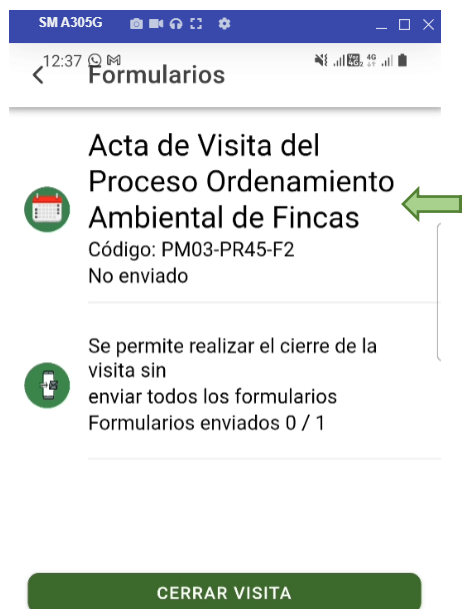 SM A305G
12:37
Formularios
4G
Acta de Visita del
Proceso Ordenamiento
Ambiental de Fincas
Código: PM03-PR45-F2
No enviado
Se permite realizar el cierre de la
visita sin
enviar todos los formularios
Formularios enviados 0 / 1
CERRAR VISITA